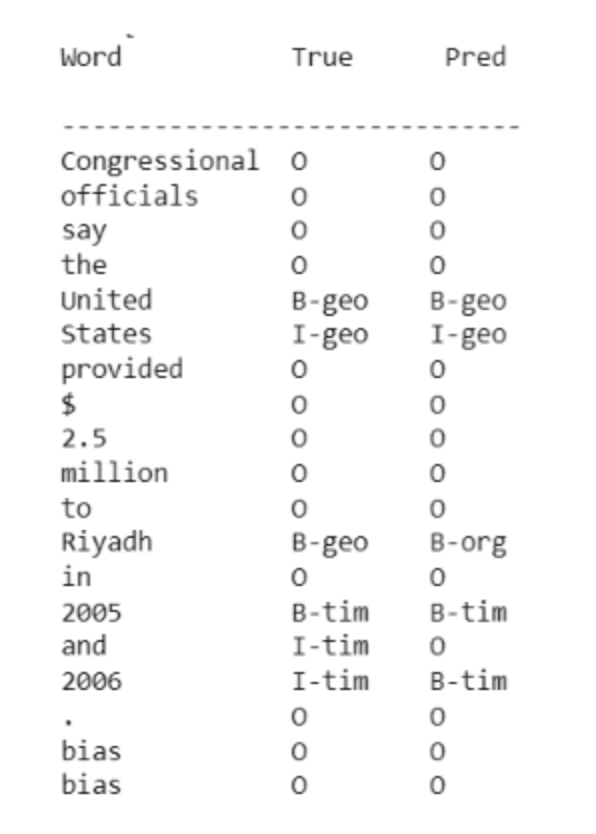 Word True Pred
-------------------------------
Congressional O O
officials O O
say O O
the O O
United B-geo B-geo
States I-geo I-geo
provided O O
$ O O
2.5 O O
million O O
to O O
Riyadh B-geo B-org
in O O
2005 B-tim B-tim
and I-tim O
2006 I-tim B-tim
. O O
bias O O
bias O O